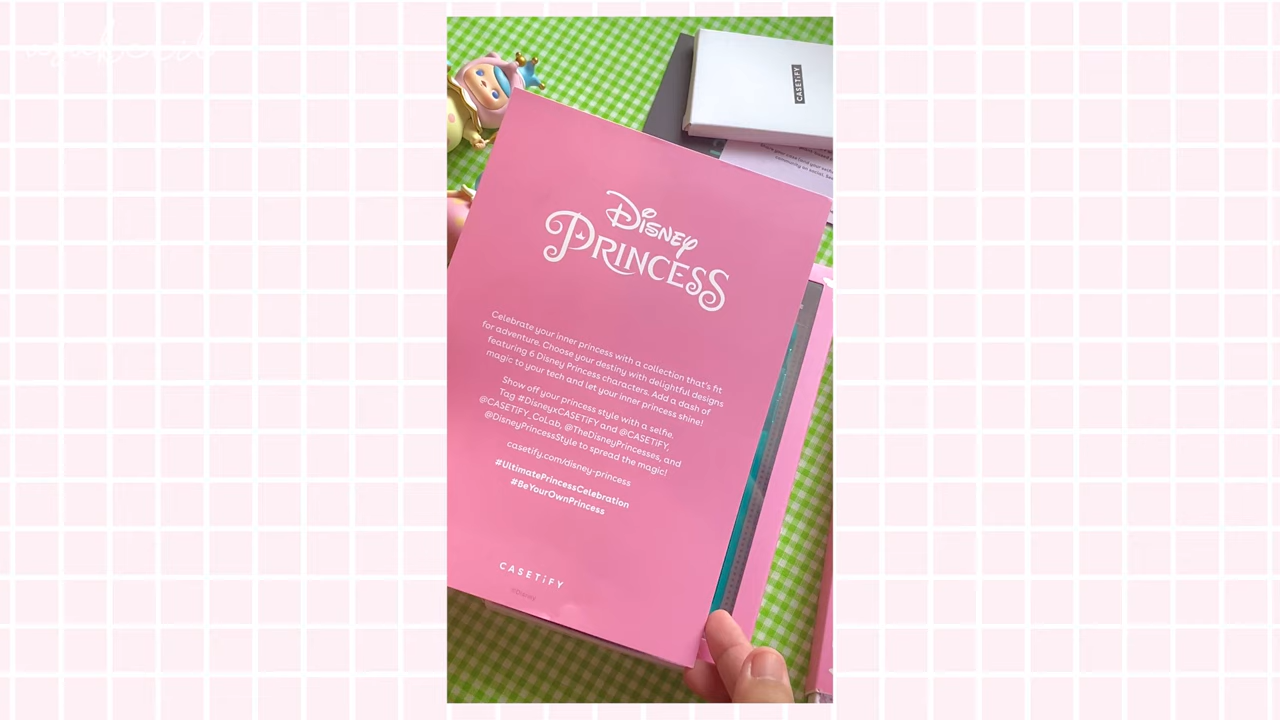 CASETiFY
Disney
PRINCESS
Celebrate your inner princess with a collection that's fit
for adventure. Choose your destiny with delightful designs
featuring 6 Disney Princess characters. Add a dash of
magic to your tech and let your inner princess shine!
Show off your princess style with a selfie.
Tag #DisneyxCASETiFY and @CASETiFY,
@CASETiFY_CoLab, @TheDisneyPrincesses, and
@DisneyPrincessStyle to spread the magic!
casetify.com/disney-princess
#UltimatePrincessCelebration
#BeYourOwnPrincess
CASETiFY
©Disney